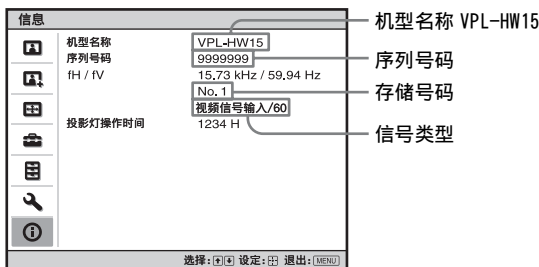 信息
机型名称 VPL-HW15
序列号码 9999999
fH / fV 15.73 kHz / 59.94 Hz
No. 1
视频信号输入/60
投影灯操作时间 1234 H
选择: 设定: 退出: MENU
机型名称 VPL-HW15
序列号码
存储号码
信号类型